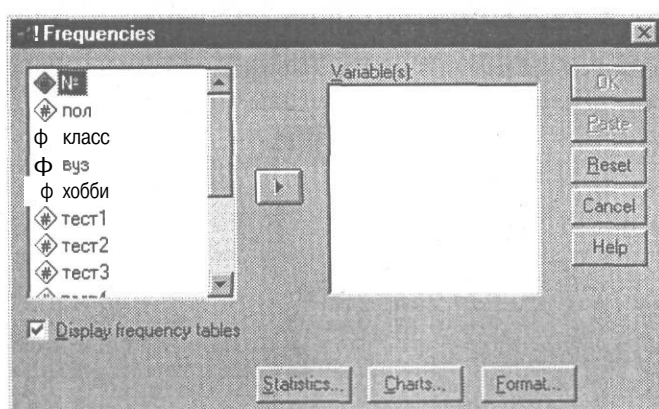 ! Frequencies
№
пол
ф класс
ф вуз
ф хобби
# тест1
# тест2
# тест3
Variable(s):
OK
Paste
Reset
Cancel
Help
Display frequency tables
Statistics...
Charts...
Format...